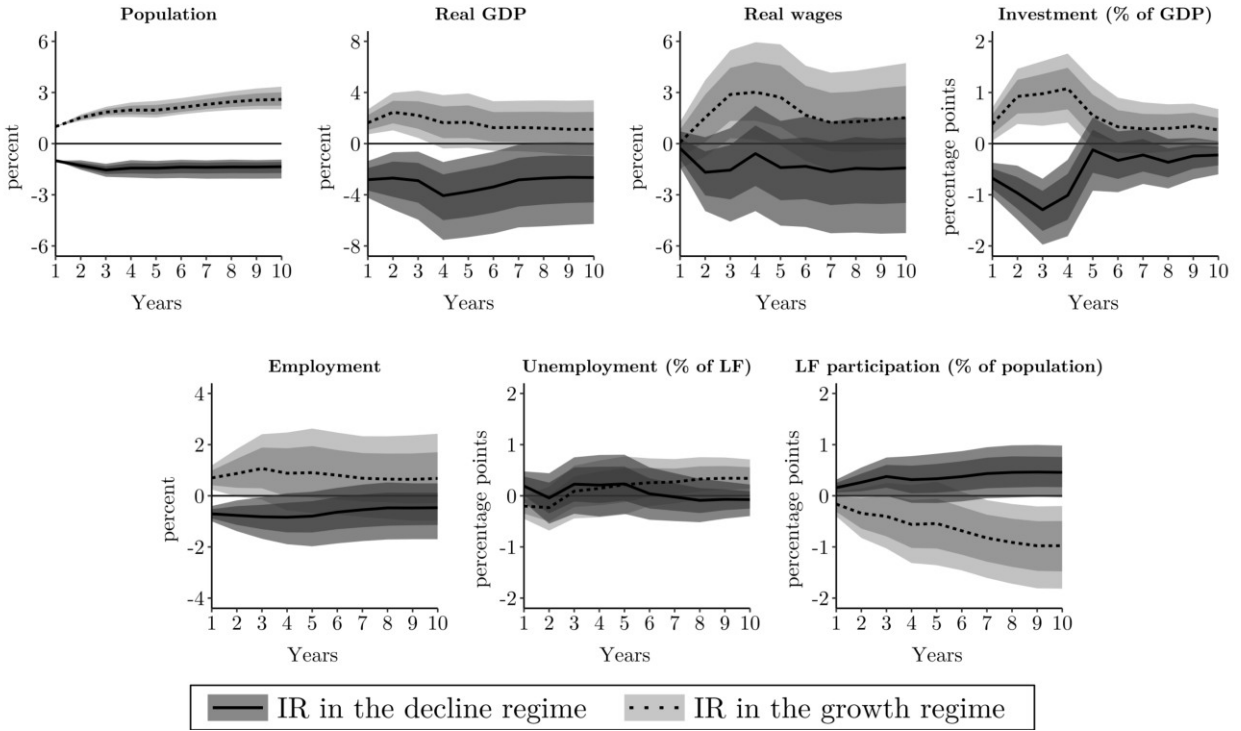 Population
Real GDP
Real wages
Investment (% of GDP)
percent
6
3
0
-3
-6
1 2 3 4 5 6 7 8 9 10
Years
8
4
0
-4
-8
1 2 3 4 5 6 7 8 9 10
Years
percent
6
3
0
-3
-6
1 2 3 4 5 6 7 8 9 10
Years
percentage points
2
1
0
-1
-2
1 2 3 4 5 6 7 8 9 10
Years
Employment
Unemployment (% of LF)
LF participation (% of population)
percent
4
2
0
-2
-4
1 2 3 4 5 6 7 8 9 10
Years
percentage points
2
1
0
-1
-2
1 2 3 4 5 6 7 8 9 10
Years
percentage points
2
1
0
-1
-2
1 2 3 4 5 6 7 8 9 10
Years
IR in the decline regime
IR in the growth regime